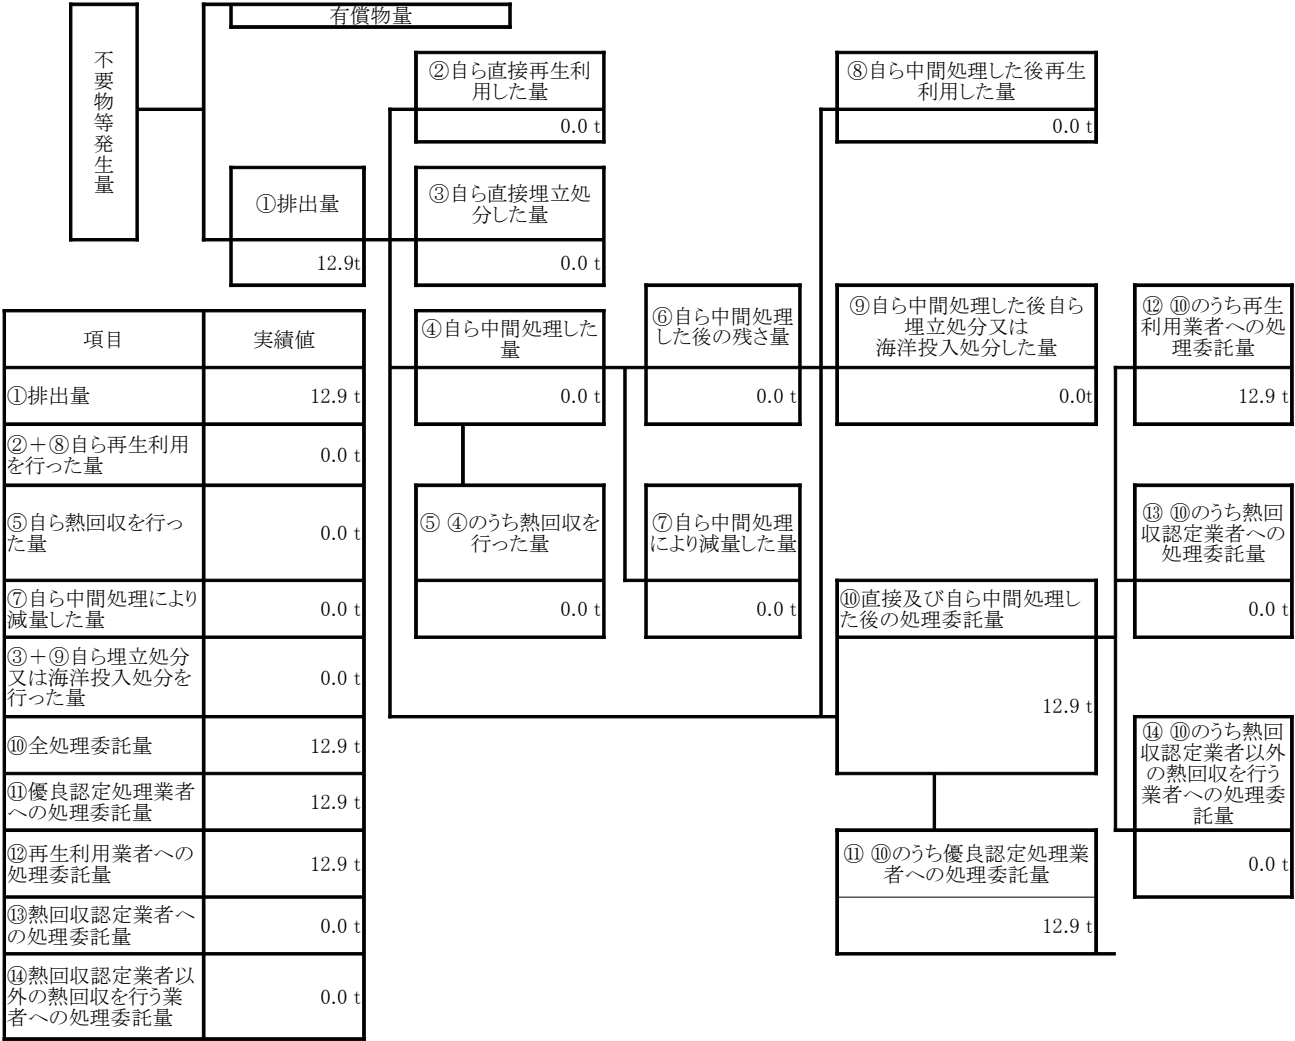 有償物量
不要物等発生量
②自ら直接再生利
用した量
0.0 t
⑧自ら中間処理した後再生
利用した量
0.0 t
①排出量
12.9t
③自ら直接埋立処
分した量
0.0 t
項目
実績値
①排出量
12.9 t
②＋⑧自ら再生利用
を行った量
0.0 t
⑤自ら熱回収を行っ
た量
0.0 t
⑦自ら中間処理により
減量した量
0.0 t
③＋⑨自ら埋立処分
又は海洋投入処分を
行った量
0.0 t
⑩全処理委託量
12.9 t
⑪優良認定処理業者
への処理委託量
12.9 t
⑫再生利用業者への
処理委託量
12.9 t
⑬熱回収認定業者へ
の処理委託量
0.0 t
⑭熱回収認定業者以
外の熱回収を行う業
者への処理委託量
0.0 t
④自ら中間処理した
量
0.0 t
⑥自ら中間処理
した後の残さ量
0.0 t
⑨自ら中間処理した後自ら
埋立処分又は
海洋投入処分した量
0.0t
⑫ ⑩のうち再生
利用業者への処
理委託量
12.9 t
⑤ ④のうち熱回収を
行った量
0.0 t
⑦自ら中間処理
により減量した量
0.0 t
⑬ ⑩のうち熱回
収認定業者への
処理委託量
0.0 t
⑩直接及び自ら中間処理し
た後の処理委託量
12.9 t
⑭ ⑩のうち熱回
収認定業者以外
の熱回収を行う
業者への処理委
託量
0.0 t
⑪ ⑩のうち優良認定処理業
者への処理委託量
12.9 t